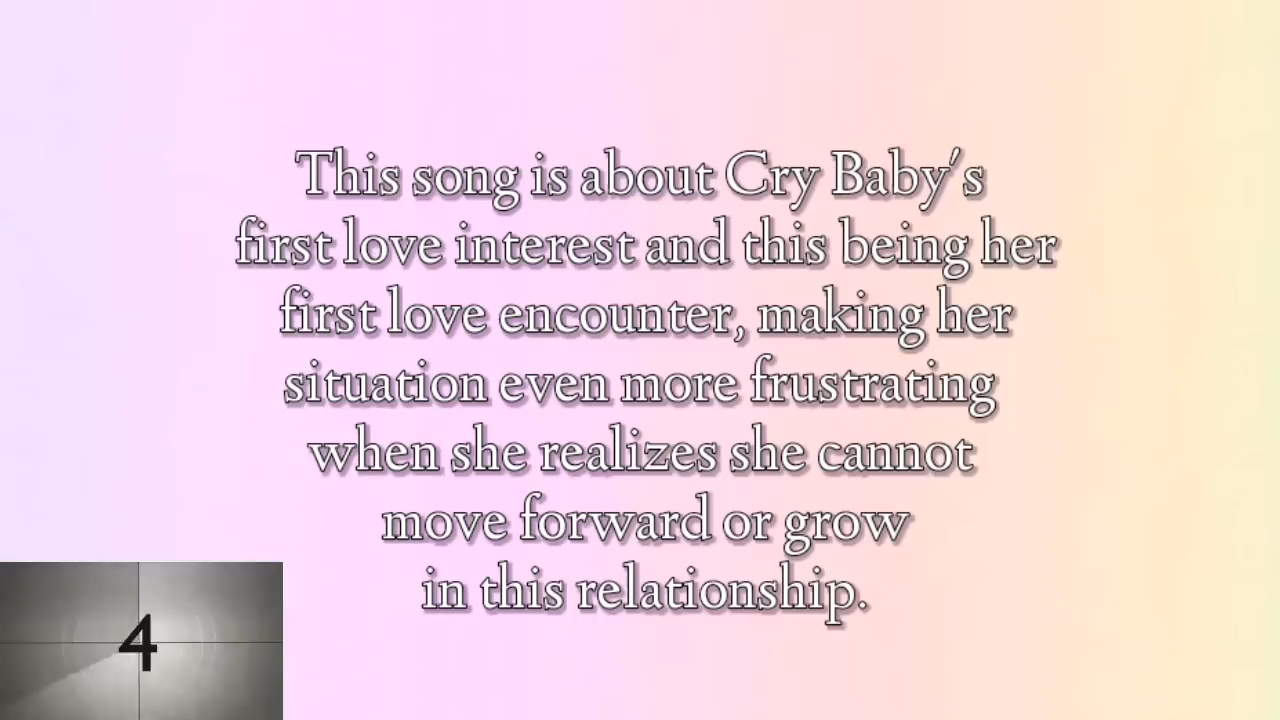 This song is about Cry Baby's
first love interest and this being her
first love encounter, making her
situation even more frustrating
when she realizes she cannot
move forward or grow
in this relationship.
4